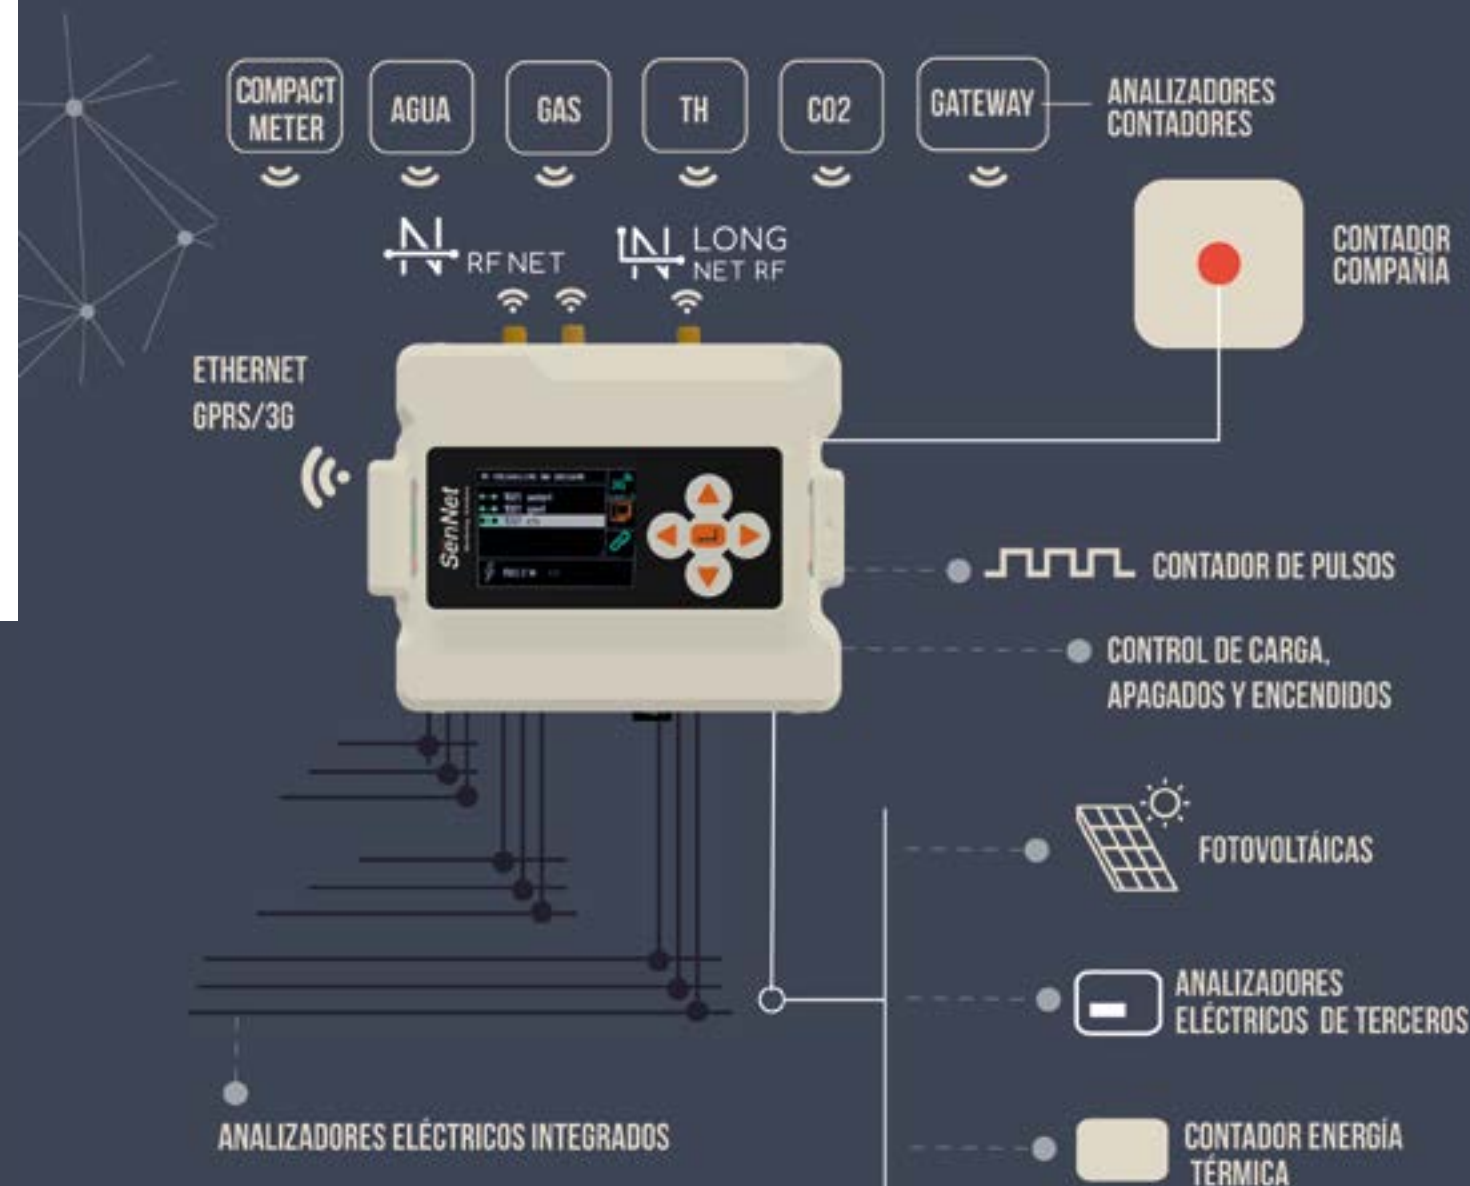 COMPACT
METER
AGUA
GAS
TH
CO2
GATEWAY
ANALIZADORES
CONTADORES
N RF NET
LN LONG
NET RF
CONTADOR
COMPAÑÍA
ETHERNET
GPRS/3G
SenNet
CONTADOR DE PULSOS
CONTROL DE CARGA,
APAGADOS Y ENCENDIDOS
FOTOVOLTÁICAS
ANALIZADORES
ELÉCTRICOS DE TERCEROS
ANALIZADORES ELÉCTRICOS INTEGRADOS
CONTADOR ENERGÍA
TÉRMICA